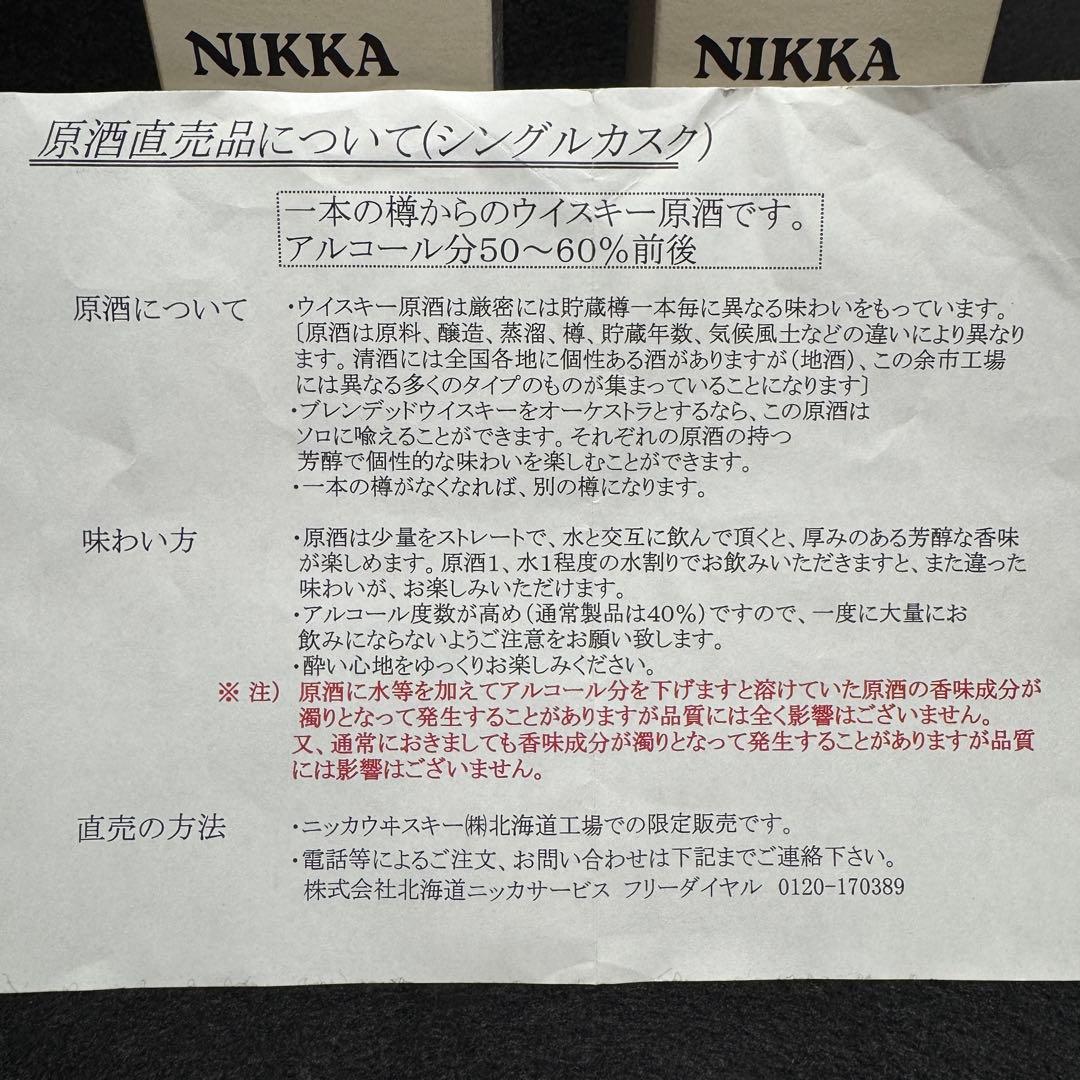 NIKKA
NIKKA
原酒直売品について(シングルカスク)
一本の樽からのウイスキー原酒です。
アルコール分50～60%前後
原酒について
・ウイスキー原酒は厳密には貯蔵樽一本毎に異なる味わいをもっています。
〔原酒は原料、醸造、蒸溜、樽、貯蔵年数、気候風土などの違いにより異なり
ます。清酒には全国各地に個性ある酒がありますが（地酒）、この余市工場
には異なる多くのタイプのものが集まっていることになります〕
・ブレンデッドウイスキーをオーケストラとするなら、この原酒は
ソロに喩えることができます。それぞれの原酒の持つ
芳醇で個性的な味わいを楽しむことができます。
・一本の樽がなくなれば、別の樽になります。
味わい方
・原酒は少量をストレートで、水と交互に飲んで頂くと、厚みのある芳醇な香味
が楽しめます。原酒1、水1程度の水割りでお飲みいただきますと、また違った
味わいが、お楽しみいただけます。
・アルコール度数が高め（通常製品は40%）ですので、一度に大量にお
飲みにならないようご注意をお願い致します。
・酔い心地をゆっくりお楽しみください。
※ 注） 原酒に水等を加えてアルコール分を下げますと溶けていた原酒の香味成分が
濁りとなって発生することがありますが品質には全く影響はございません。
又、通常におきましても香味成分が濁りとなって発生することがありますが品質
には影響はございません。
直売の方法
・ニッカウヰスキー㈱北海道工場での限定販売です。
・電話等によるご注文、お問い合わせは下記までご連絡下さい。
株式会社北海道ニッカサービス フリーダイヤル 0120-170389